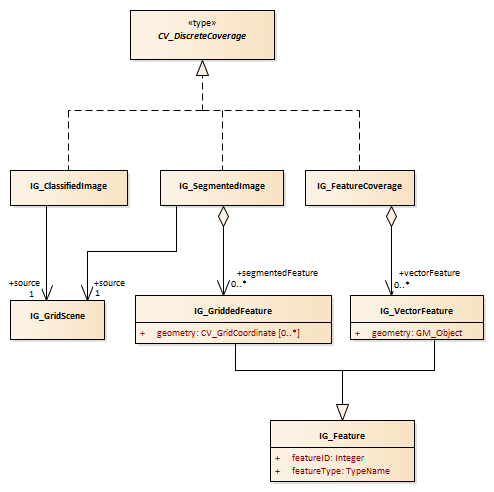 «type»
CV_DiscreteCoverage
IG_ClassifiedImage
IG_SegmentedImage
IG_FeatureCoverage
+source
1
+source
1
+segmentedFeature
0..*
+vectorFeature
0..*
IG_GridScene
IG_GriddedFeature
+ geometry: CV_GridCoordinate [0..*]
IG_VectorFeature
+ geometry: GM_Object
IG_Feature
+ featureID: Integer
+ featureType: TypeName